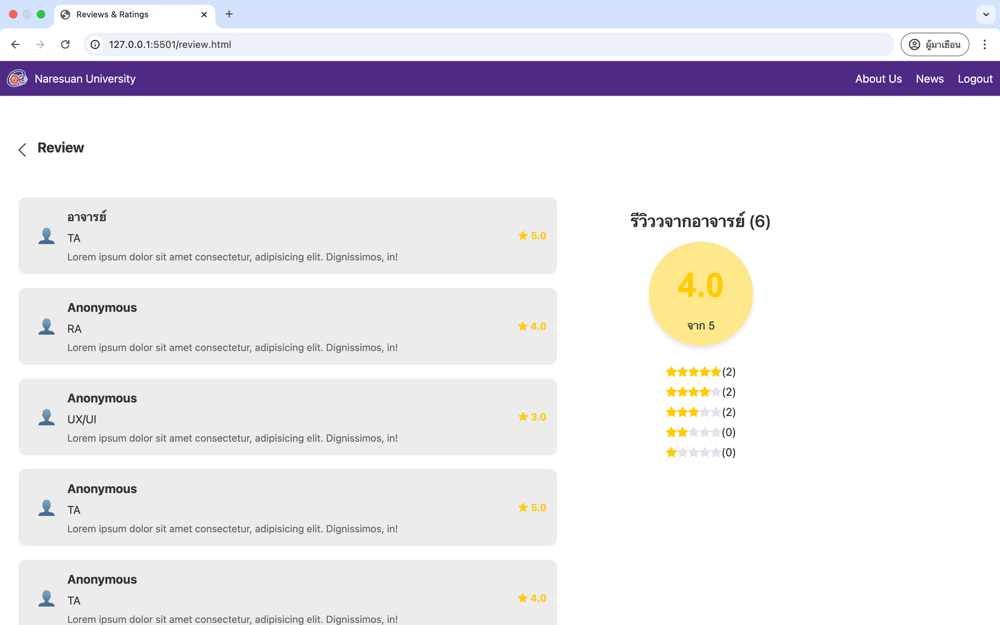 Reviews & Ratings
127.0.0.1:5501/review.html
ผู้มาเยือน
Naresuan University
About Us
News
Logout
Review
อาจารย์
TA
Lorem ipsum dolor sit amet consectetur, adipisicing elit. Dignissimos, in!
5.0
Anonymous
RA
Lorem ipsum dolor sit amet consectetur, adipisicing elit. Dignissimos, in!
4.0
Anonymous
UX/UI
Lorem ipsum dolor sit amet consectetur, adipisicing elit. Dignissimos, in!
3.0
Anonymous
TA
Lorem ipsum dolor sit amet consectetur, adipisicing elit. Dignissimos, in!
5.0
Anonymous
TA
Lorem ipsum dolor sit amet consectetur, adipisicing elit. Dignissimos, in!
4.0
รีวิววจากอาจารย์ (6)
4.0
จาก 5
(2)
(2)
(2)
(0)
(0)